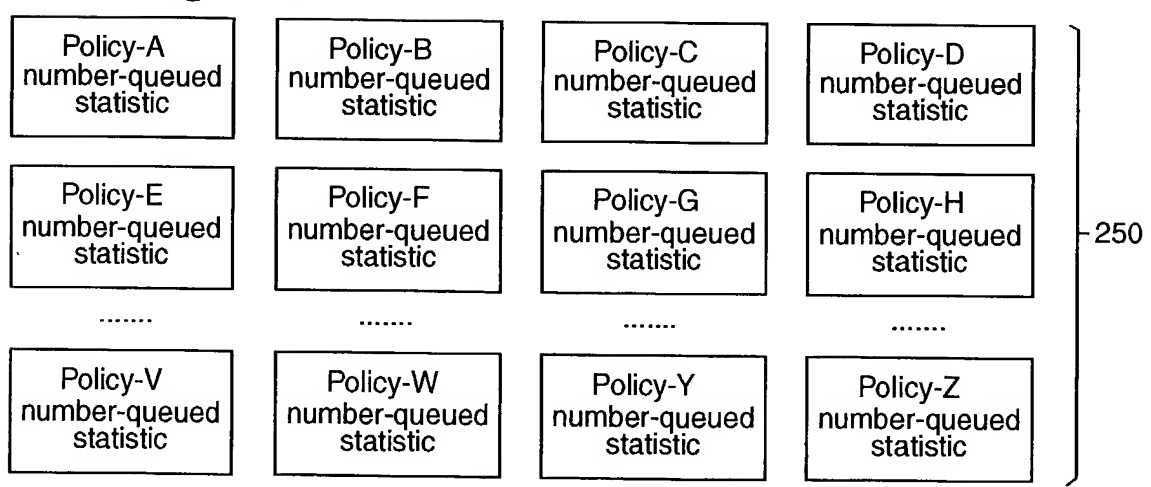 Policy-A
number-queued
statistic
Policy-B
number-queued
statistic
Policy-C
number-queued
statistic
Policy-D
number-queued
statistic
Policy-E
number-queued
statistic
Policy-F
number-queued
statistic
Policy-G
number-queued
statistic
Policy-H
number-queued
statistic
250
.......
.......
.......
.......
Policy-V
number-queued
statistic
Policy-W
number-queued
statistic
Policy-Y
number-queued
statistic
Policy-Z
number-queued
statistic